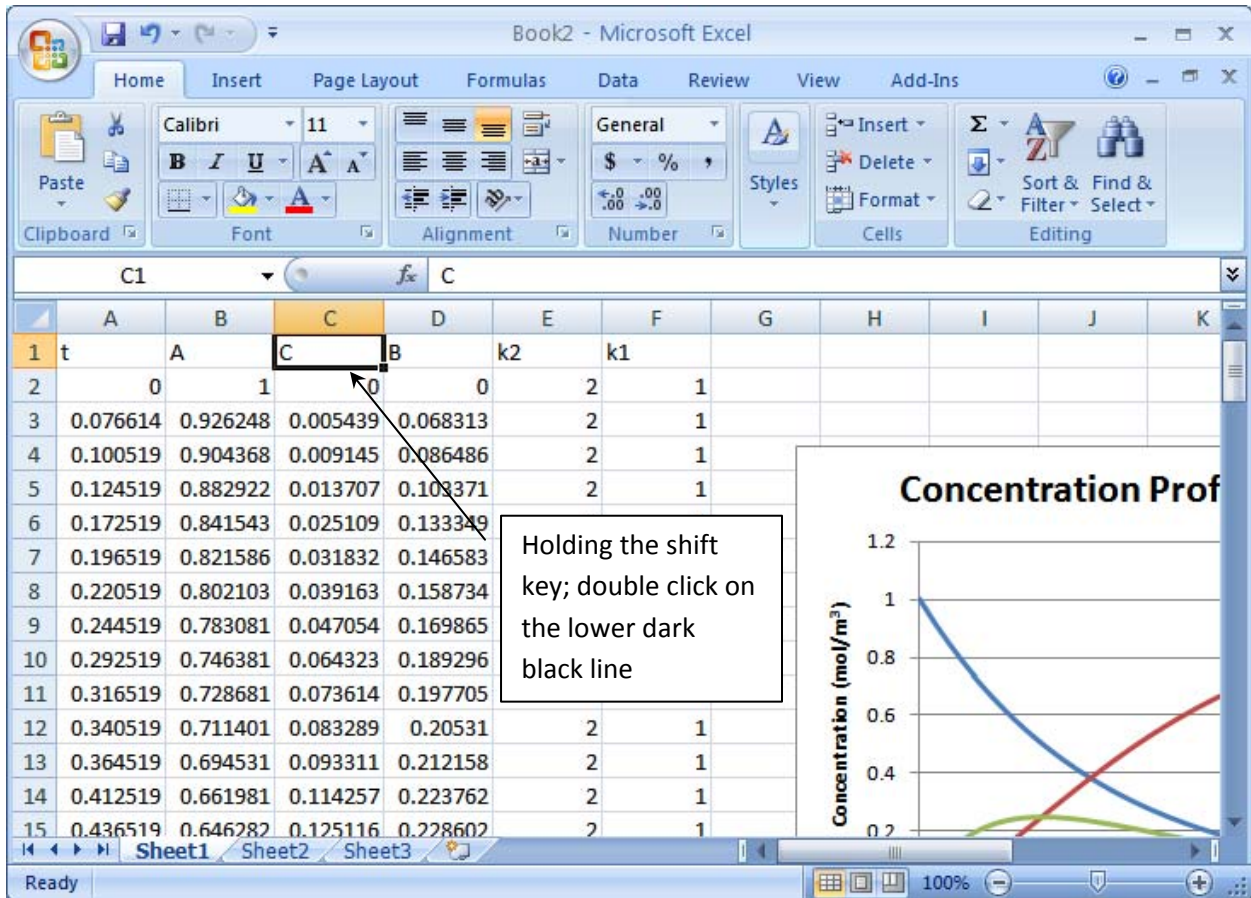 Book2 - Microsoft Excel
Home Insert Page Layout Formulas Data Review View Add-Ins
Paste
Clipboard
Calibri 11
B I U A A
A
Font
Alignment
General
$ % ,
.0 .00
.00 .0
Number
Styles
Insert
Delete
Format
Cells
Σ
Sort & Filter
Find & Select
Editing
C1 fx C
A B C D E F G H I J K
1 t A C B k2 k1
2 0 1 0 0 2 1
3 0.076614 0.926248 0.005439 0.068313 2 1
4 0.100519 0.904368 0.009145 0.086486 2 1
5 0.124519 0.882922 0.013707 0.103371 2 1
6 0.172519 0.841543 0.025109 0.133349
7 0.196519 0.821586 0.031832 0.146583
8 0.220519 0.802103 0.039163 0.158734
9 0.244519 0.783081 0.047054 0.169865
10 0.292519 0.746381 0.064323 0.189296
11 0.316519 0.728681 0.073614 0.197705
12 0.340519 0.711401 0.083289 0.20531 2 1
13 0.364519 0.694531 0.093311 0.212158 2 1
14 0.412519 0.661981 0.114257 0.223762 2 1
15 0.436519 0.646282 0.125116 0.228602 2 1
Holding the shift
key; double click on
the lower dark
black line
Concentration Prof
Concentration (mol/m³)
1.2
1
0.8
0.6
0.4
0.2
Sheet1 Sheet2 Sheet3
Ready 100%